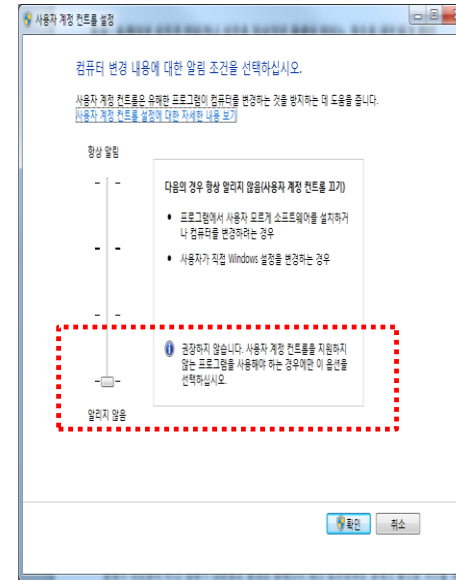 사용자 계정 컨트롤 설정
컴퓨터 변경 내용에 대한 알림 조건을 선택하십시오.
사용자 계정 컨트롤은 유해한 프로그램이 컴퓨터를 변경하는 것을 방지하는 데 도움을 줍니다.
사용자 계정 컨트롤 설정에 대한 자세한 내용 보기
항상 알림
다음의 경우 항상 알리지 않음(사용자 계정 컨트롤 끄기)
● 프로그램에서 사용자 모르게 소프트웨어를 설치하거
나 컴퓨터를 변경하려는 경우
● 사용자가 직접 Windows 설정을 변경하는 경우
권장하지 않습니다. 사용자 계정 컨트롤을 지원하지
않는 프로그램을 사용해야 하는 경우에만 이 옵션을
선택하십시오.
알리지 않음
확인
취소